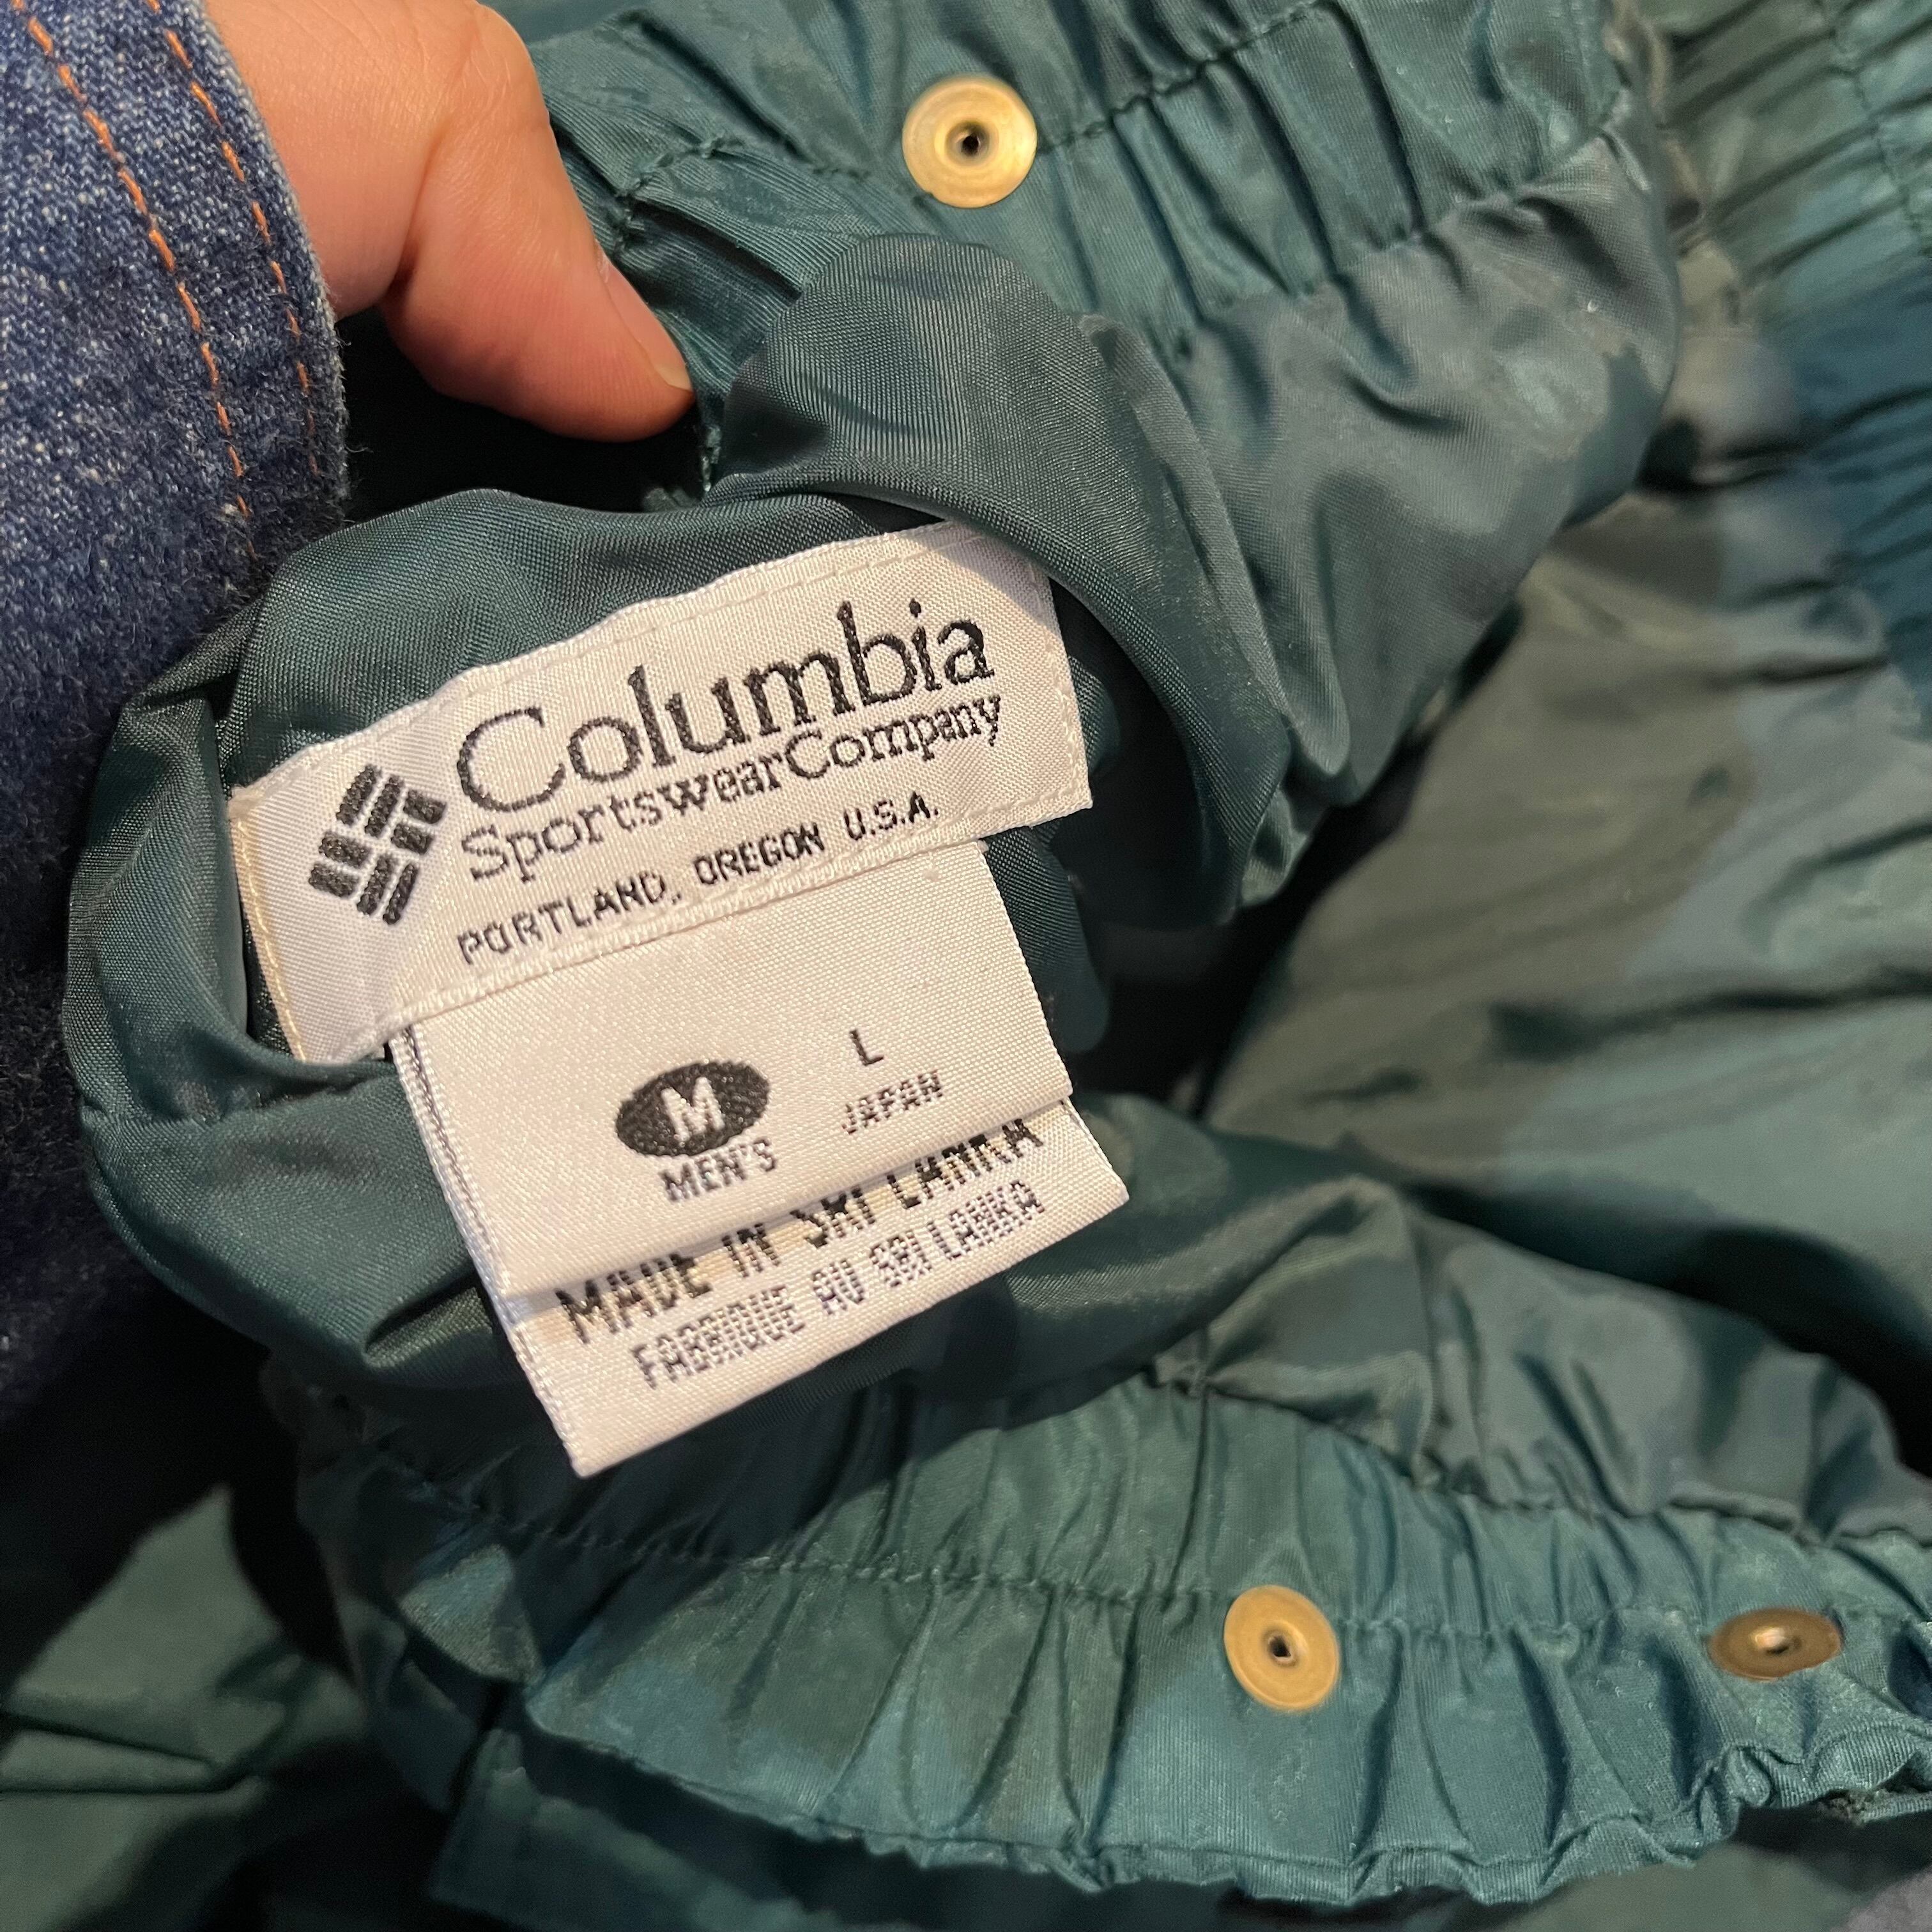 Columbia
SportswearCompany
PORTLAND, OREGON U.S.A.
M L
MEN'S JAPAN
MADE IN SRI LANKA
FABRIQUE AU SRI LANKA